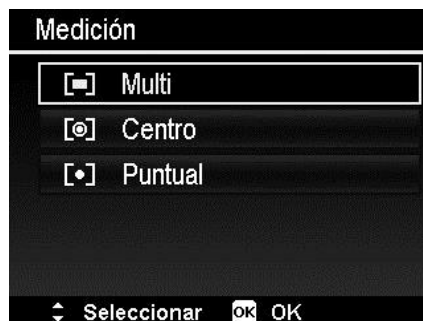 Medición
Multi
Centro
Puntual
Seleccionar OK OK